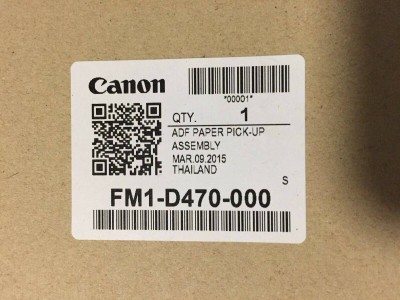 Canon
*00001*
QTY. 1
ADF PAPER PICK-UP
ASSEMBLY
MAR.09.2015
THAILAND
S
FM1-D470-000